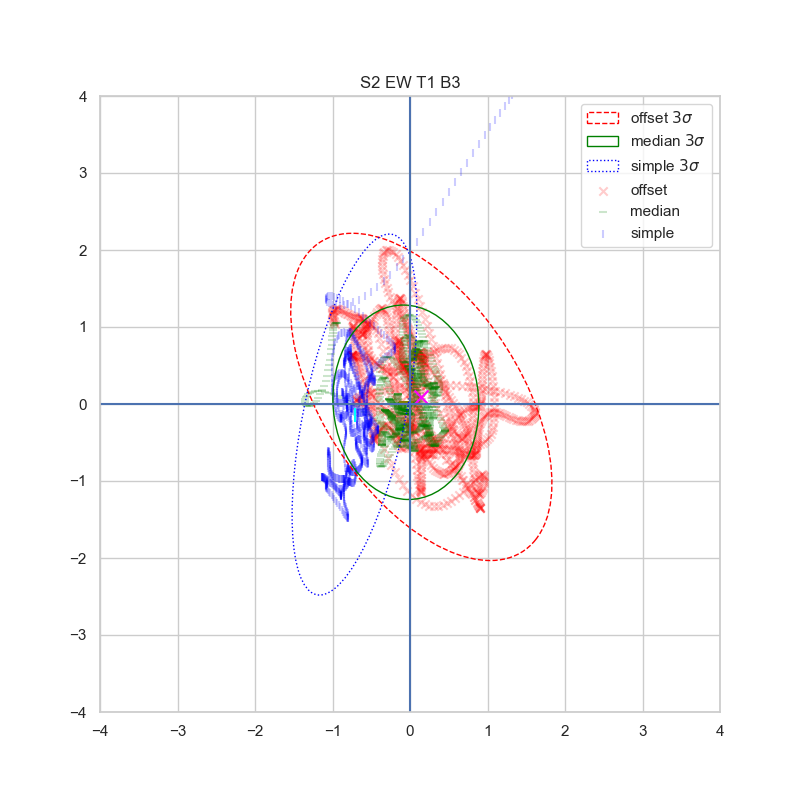 S2 EW T1 B3
4
3
2
1
0
−1
−2
−3
−4
−4
−3
−2
−1
0
1
2
3
4
offset 3σ
median 3σ
simple 3σ
offset
median
simple